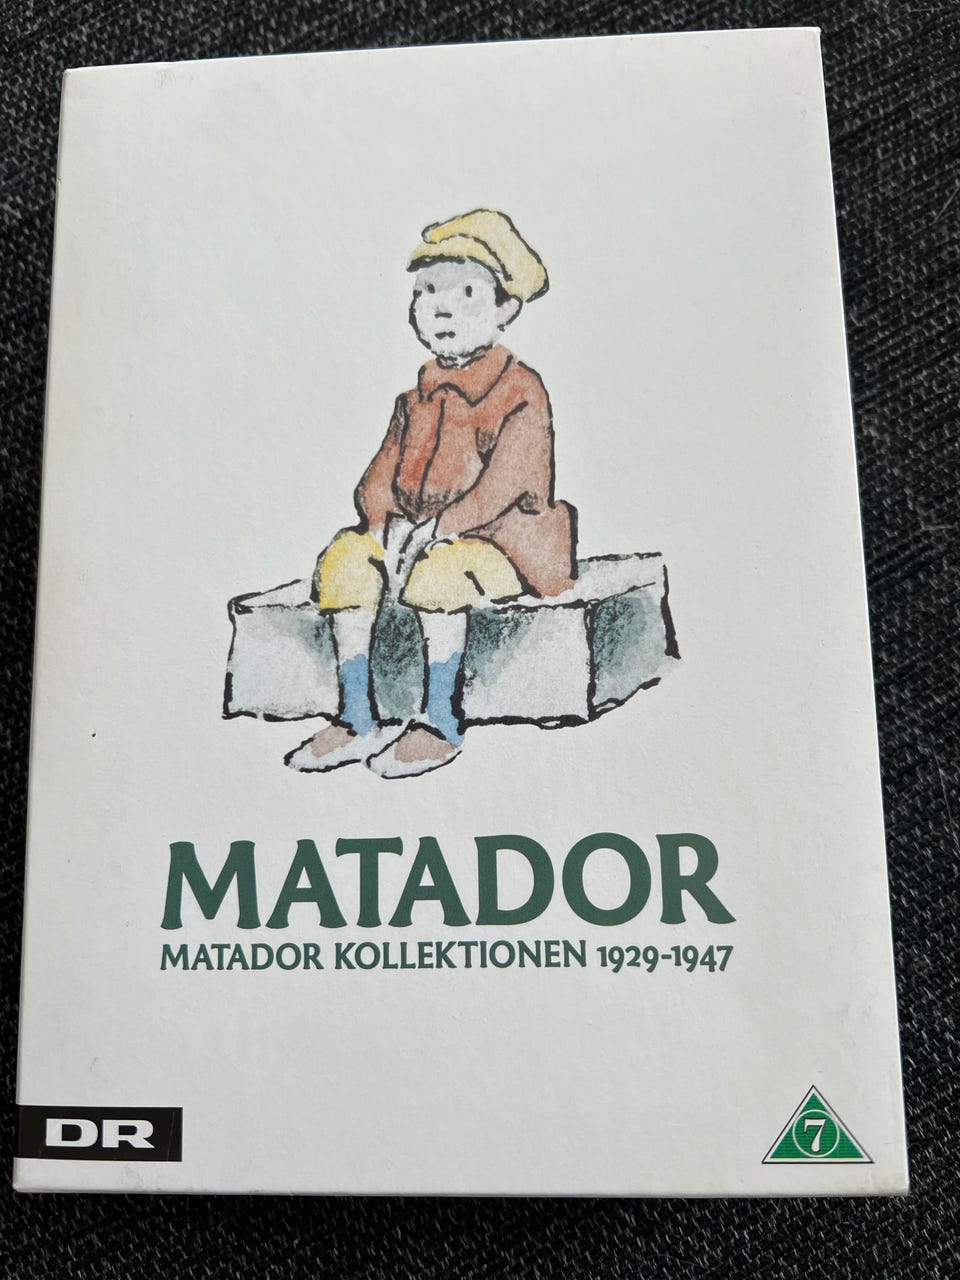 MATADOR
MATADOR KOLLEKTIONEN 1929-1947
DR
7